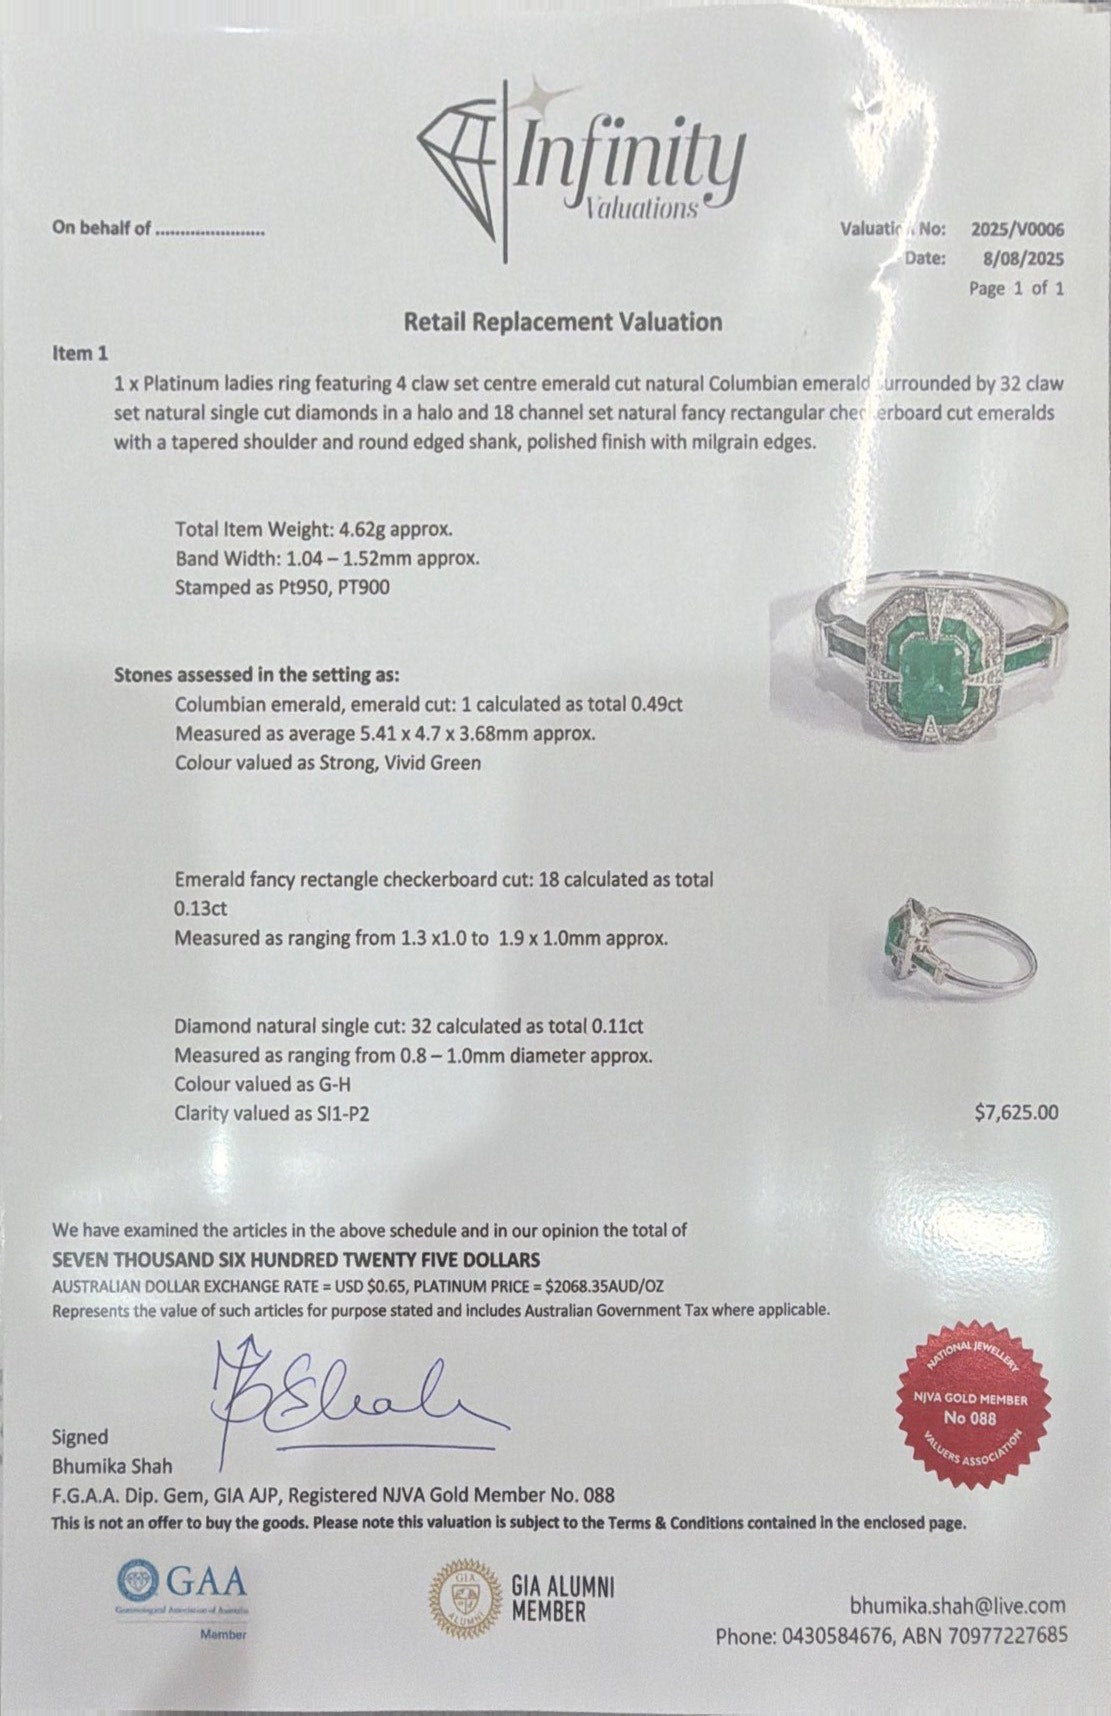 Infinity
Valuations
On behalf of ......................
Valuation No: 2025/V0006
Date: 8/08/2025
Page 1 of 1
Retail Replacement Valuation
Item 1
1 x Platinum ladies ring featuring 4 claw set centre emerald cut natural Columbian emerald surrounded by 32 claw
set natural single cut diamonds in a halo and 18 channel set natural fancy rectangular checkerboard cut emeralds
with a tapered shoulder and round edged shank, polished finish with milgrain edges.
Total Item Weight: 4.62g approx.
Band Width: 1.04 – 1.52mm approx.
Stamped as Pt950, PT900
Stones assessed in the setting as:
Columbian emerald, emerald cut: 1 calculated as total 0.49ct
Measured as average 5.41 x 4.7 x 3.68mm approx.
Colour valued as Strong, Vivid Green
Emerald fancy rectangle checkerboard cut: 18 calculated as total
0.13ct
Measured as ranging from 1.3 x1.0 to 1.9 x 1.0mm approx.
Diamond natural single cut: 32 calculated as total 0.11ct
Measured as ranging from 0.8 – 1.0mm diameter approx.
Colour valued as G-H
Clarity valued as SI1-P2
$7,625.00
We have examined the articles in the above schedule and in our opinion the total of
SEVEN THOUSAND SIX HUNDRED TWENTY FIVE DOLLARS
AUSTRALIAN DOLLAR EXCHANGE RATE = USD $0.65, PLATINUM PRICE = $2068.35AUD/OZ
Represents the value of such articles for purpose stated and includes Australian Government Tax where applicable.
BShah
NATIONAL JEWELLERY
NJVA GOLD MEMBER
No 088
VALUERS ASSOCIATION
Signed
Bhumika Shah
F.G.A.A. Dip. Gem, GIA AJP, Registered NJVA Gold Member No. 088
This is not an offer to buy the goods. Please note this valuation is subject to the Terms & Conditions contained in the enclosed page.
GAA
Gemmological Association of Australia
Member
GIA
ALUMNI
GIA ALUMNI
MEMBER
bhumika.shah@live.com
Phone: 0430584676, ABN 70977227685